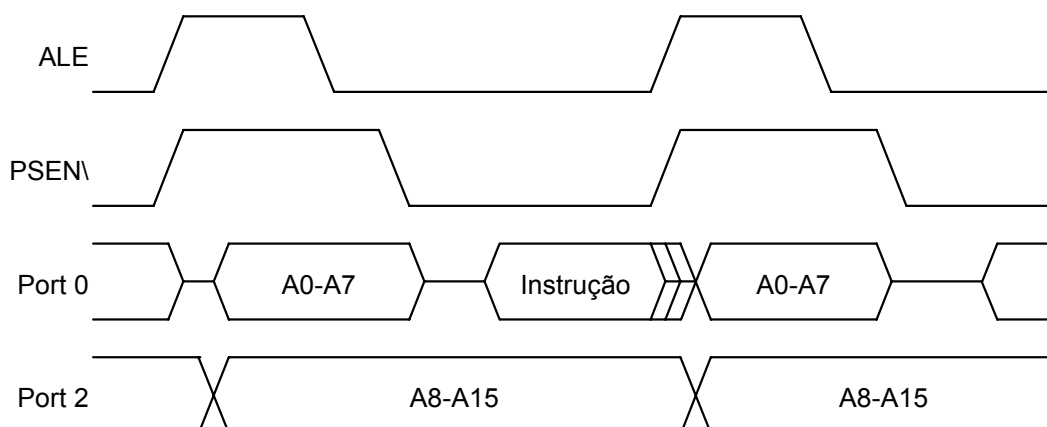 ALE
PSEN\
Port 0
A0-A7
Instrução
A0-A7
Port 2
A8-A15
A8-A15